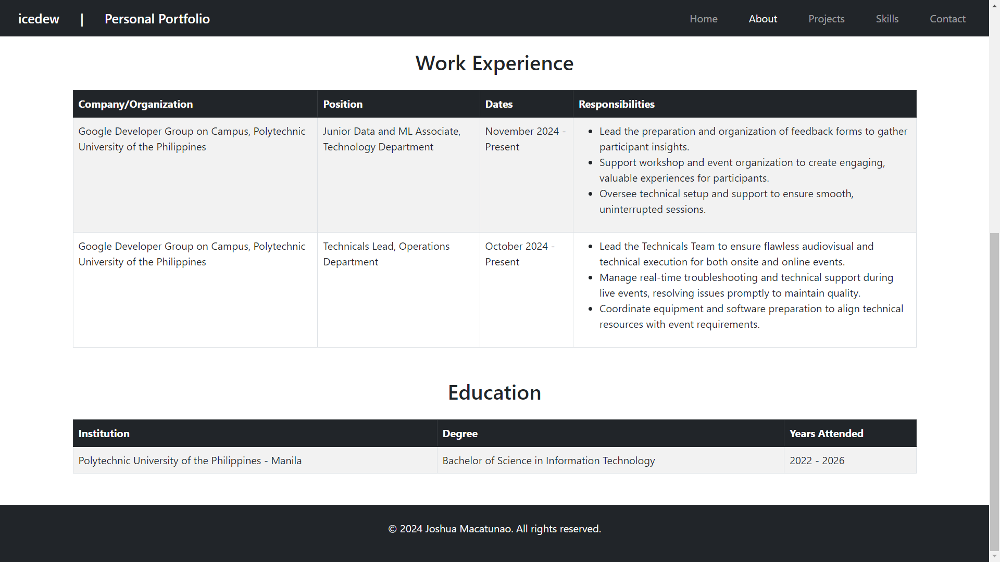 icedew | Personal Portfolio Home About Projects Skills Contact
Work Experience
Company/Organization Position Dates Responsibilities
Google Developer Group on Campus, Polytechnic
University of the Philippines
Junior Data and ML Associate,
Technology Department
November 2024 -
Present
• Lead the preparation and organization of feedback forms to gather
participant insights.
• Support workshop and event organization to create engaging,
valuable experiences for participants.
• Oversee technical setup and support to ensure smooth,
uninterrupted sessions.
Google Developer Group on Campus, Polytechnic
University of the Philippines
Technicals Lead, Operations
Department
October 2024 -
Present
• Lead the Technicals Team to ensure flawless audiovisual and
technical execution for both onsite and online events.
• Manage real-time troubleshooting and technical support during
live events, resolving issues promptly to maintain quality.
• Coordinate equipment and software preparation to align technical
resources with event requirements.
Education
Institution Degree Years Attended
Polytechnic University of the Philippines - Manila Bachelor of Science in Information Technology 2022 - 2026
© 2024 Joshua Macatunao. All rights reserved.